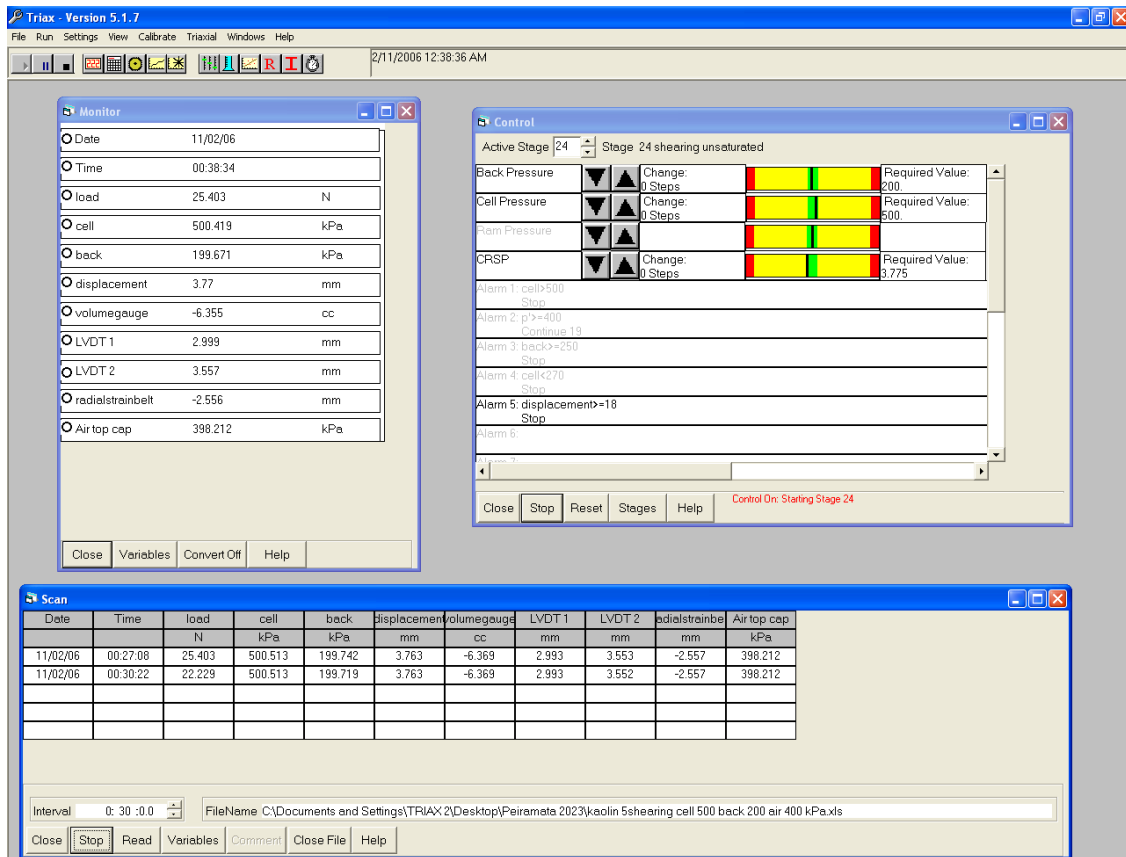 Triax - Version 5.1.7
File Run Settings View Calibrate Triaxial Windows Help
R I
2/11/2006 12:38:36 AM
Monitor
Date 11/02/06
Time 00:38:34
load 25.403 N
cell 500.419 kPa
back 199.671 kPa
displacement 3.77 mm
volumegauge -6.355 cc
LVDT 1 2.999 mm
LVDT 2 3.557 mm
radialstrainbelt -2.556 mm
Air top cap 398.212 kPa
Close Variables Convert Off Help
Control
Active Stage 24 Stage 24 shearing unsaturated
Back Pressure Change: Required Value:
0 Steps 200.
Cell Pressure Change: Required Value:
0 Steps 500.
Ram Pressure
CRSP Change: Required Value:
0 Steps 3.775
Alarm 1: cell>500
Stop
Alarm 2: p'>=400
Continue 19
Alarm 3: back>=250
Stop
Alarm 4: cell<270
Stop
Alarm 5: displacement>=18
Stop
Alarm 6:
Alarm 7:
Close Stop Reset Stages Help Control On: Starting Stage 24
Scan
Date Time load cell back displacement volumegauge LVDT 1 LVDT 2 adialstrainbe Air top cap
N kPa kPa mm cc mm mm mm kPa
11/02/06 00:27:08 25.403 500.513 199.742 3.763 -6.369 2.993 3.553 -2.557 398.212
11/02/06 00:30:22 22.229 500.513 199.719 3.763 -6.369 2.993 3.552 -2.557 398.212
Interval 0: 30 :0.0 FileName C:\Documents and Settings\TRIAX 2\Desktop\Peiramata 2023\kaolin 5shearing cell 500 back 200 air 400 kPa.xls
Close Stop Read Variables Comment Close File Help